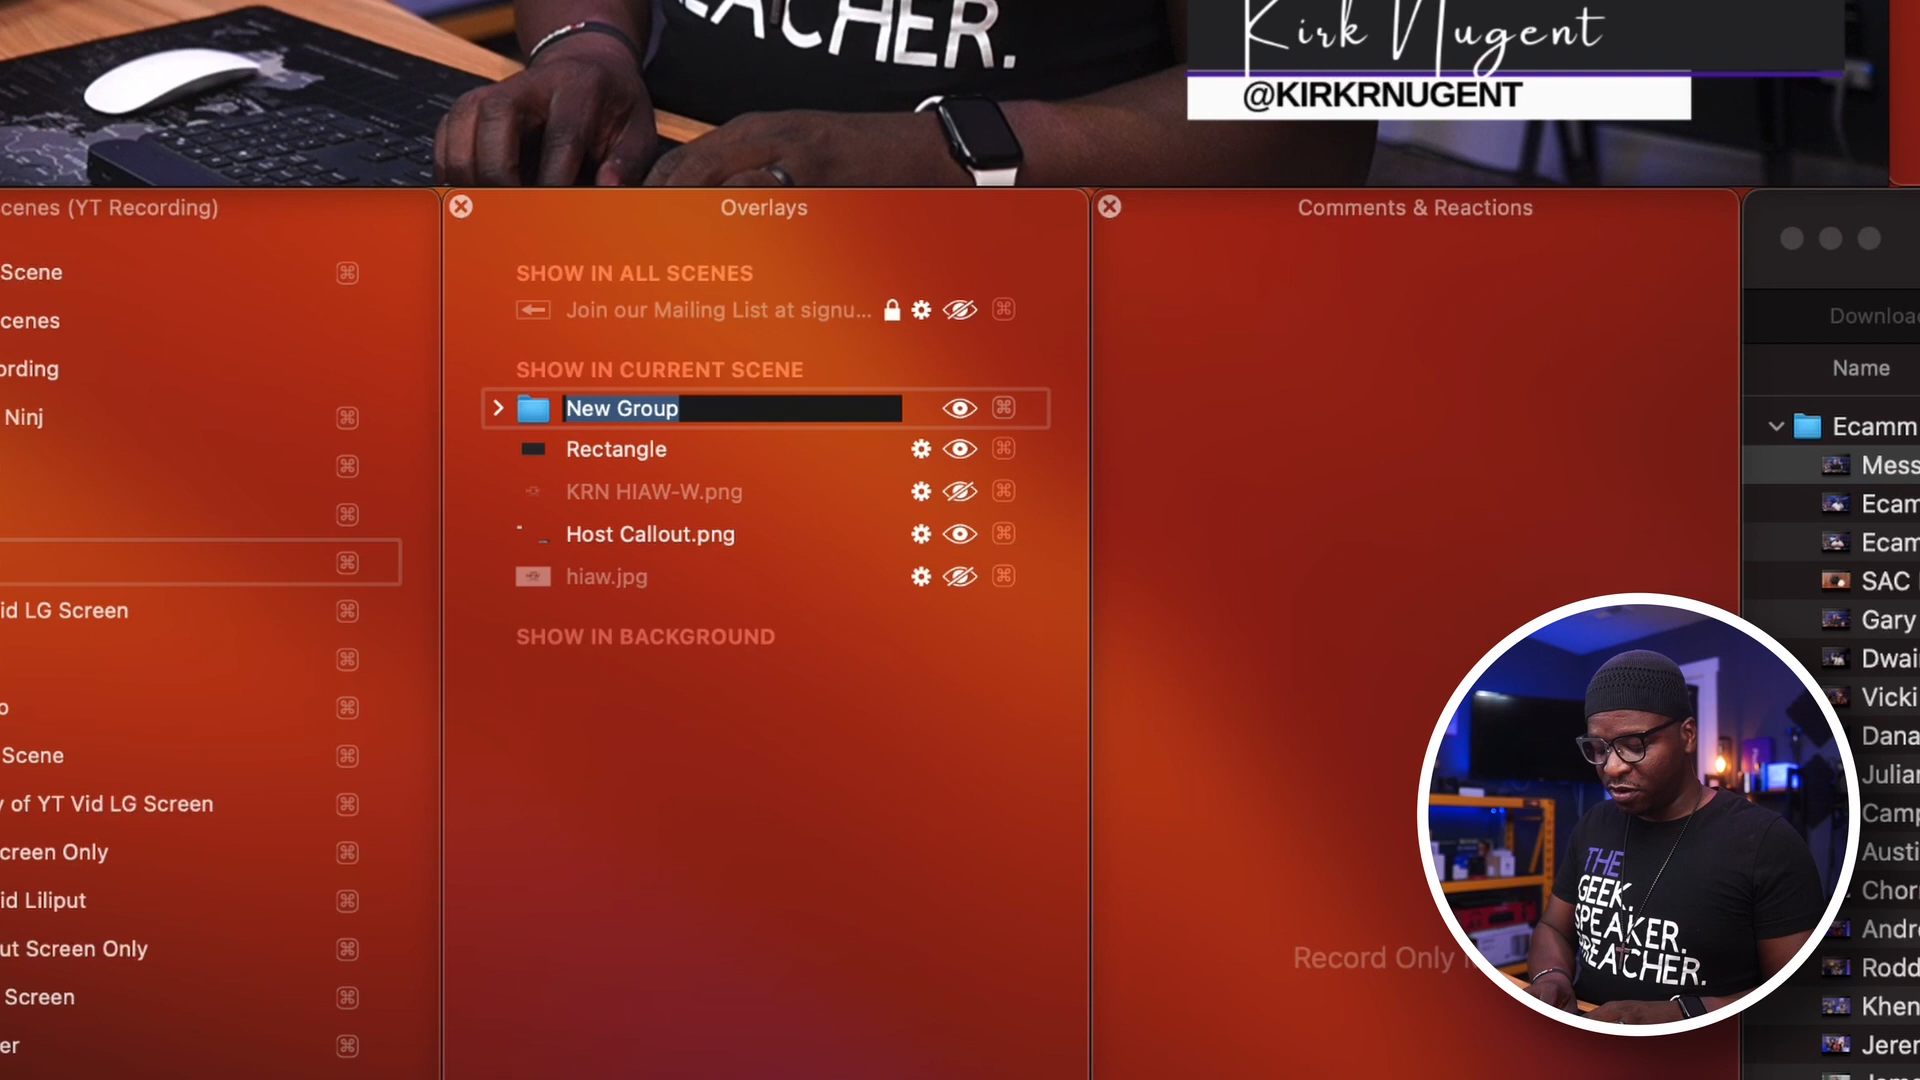 CHER.
Kirk Nugent
@KIRKRNUGENT
cenes (YT Recording)
Scene
cenes
ording
Ninj
id LG Screen
o
Scene
y of YT Vid LG Screen
creen Only
id Liliput
ut Screen Only
Screen
er
Overlays
SHOW IN ALL SCENES
Join our Mailing List at signu...
SHOW IN CURRENT SCENE
New Group
Rectangle
KRN HIAW-W.png
Host Callout.png
hiaw.jpg
SHOW IN BACKGROUND
Comments & Reactions
Record Only
THE
GEEK.
SPEAKER.
PREACHER.
Downloa
Name
Ecamm
Mess
Ecam
Ecam
SAC
Gary
Dwai
Vicki
Dana
Julia
Camp
Austi
Chorr
Andre
Rodd
Khen
Jerer